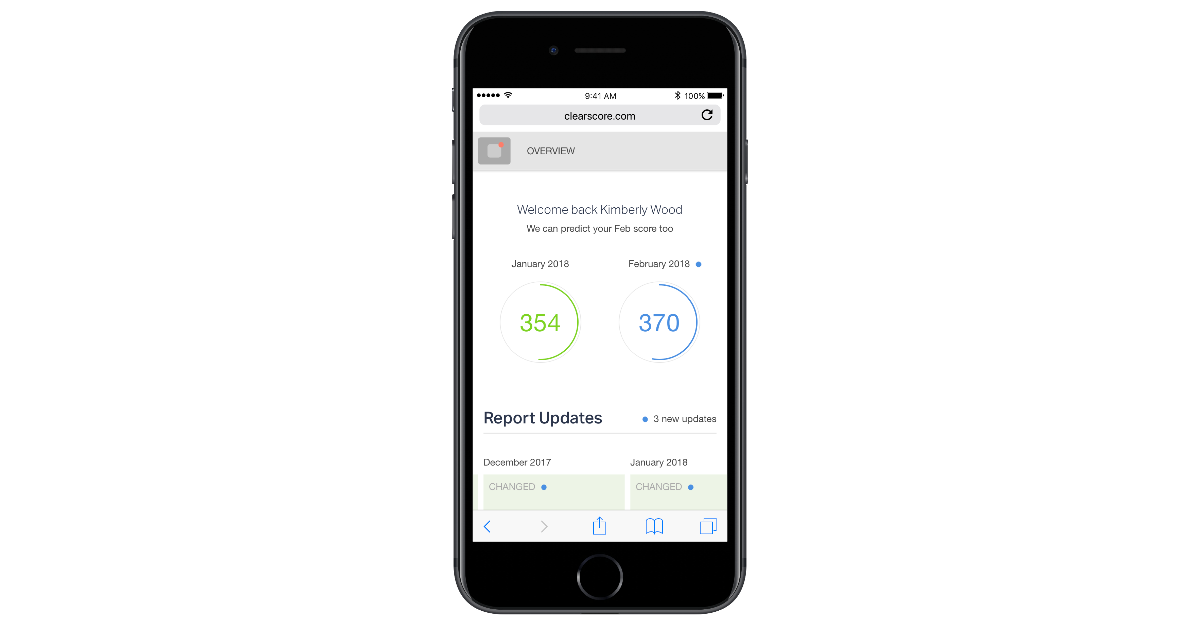 9:41 AM 100%
clearscore.com
OVERVIEW
Welcome back Kimberly Wood
We can predict your Feb score too
January 2018 February 2018
354 370
Report Updates 3 new updates
December 2017 January 2018
CHANGED CHANGED